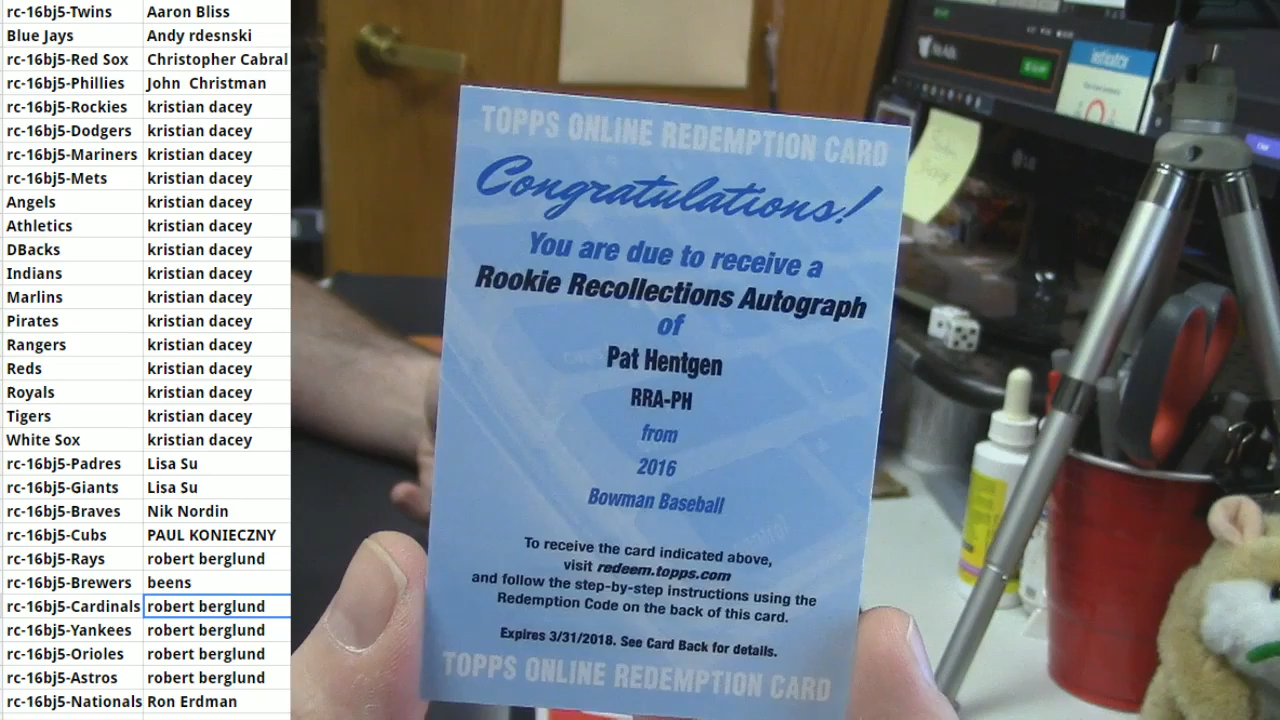 rc-16bj5-Twins Aaron Bliss
Blue Jays Andy rdesnski
rc-16bj5-Red Sox Christopher Cabral
rc-16bj5-Phillies John Christman
rc-16bj5-Rockies kristian dacey
rc-16bj5-Dodgers kristian dacey
rc-16bj5-Mariners kristian dacey
rc-16bj5-Mets kristian dacey
Angels kristian dacey
Athletics kristian dacey
DBacks kristian dacey
Indians kristian dacey
Marlins kristian dacey
Pirates kristian dacey
Rangers kristian dacey
Reds kristian dacey
Royals kristian dacey
Tigers kristian dacey
White Sox kristian dacey
rc-16bj5-Padres Lisa Su
rc-16bj5-Giants Lisa Su
rc-16bj5-Braves Nik Nordin
rc-16bj5-Cubs PAUL KONIECZNY
rc-16bj5-Rays robert berglund
rc-16bj5-Brewers beens
rc-16bj5-Cardinals robert berglund
rc-16bj5-Yankees robert berglund
rc-16bj5-Orioles robert berglund
rc-16bj5-Astros robert berglund
rc-16bj5-Nationals Ron Erdman
TOPPS ONLINE REDEMPTION CARD
Congratulations!
You are due to receive a
Rookie Recollections Autograph
of
Pat Hentgen
RRA-PH
from
2016
Bowman Baseball
To receive the card indicated above,
visit redeem.topps.com
and follow the step-by-step instructions using the
Redemption Code on the back of this card.
Expires 3/31/2018. See Card Back for details.
TOPPS ONLINE REDEMPTION CARD